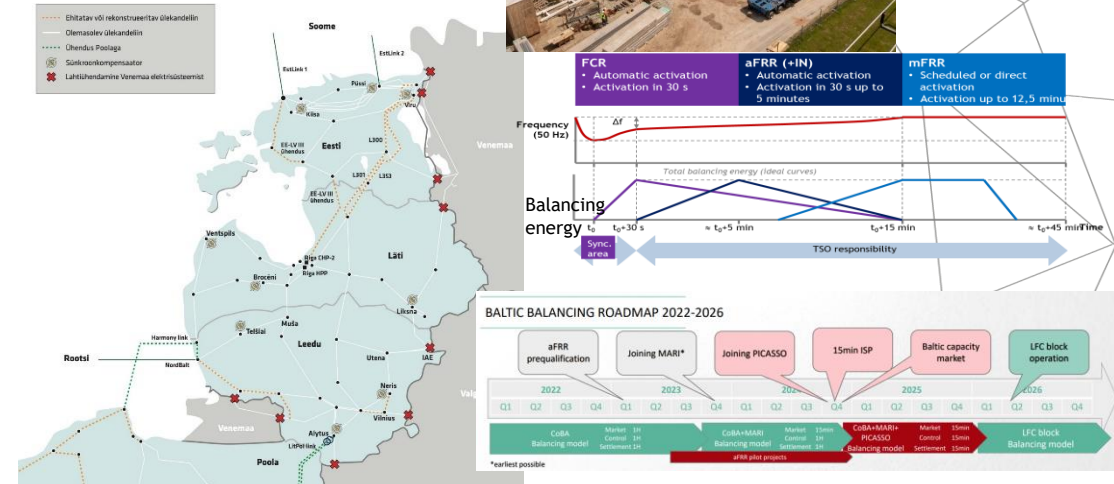 Ehitatav või rekonstrueeritav ülekandeliin
Olemasolev ülekandeliin
Ühendus Poolaga
Sünkroonkompensaator
Lahtiühendamine Venemaa elektrisüsteemist
Soome
EstLink 1
EstLink 2
Püssi
Viru
Kiisa
EE-LV III
ühendus
Eesti
L300
L301
L353
EE-LV III
ühendus
Venemaa
Ventspils
Riga CHP-2
Riga HPP
Brocēni
Läti
Līksna
Harmony link
Telšiai
Muša
Leedu
Rootsi
NordBalt
Utena
IAE
Neris
Vilnius
Venemaa
Alytus
LitPol link
Poola
Valg
FCR
• Automatic activation
• Activation in 30 s
aFRR (+IN)
• Automatic activation
• Activation in 30 s up to
5 minutes
mFRR
• Scheduled or direct
activation
• Activation up to 12,5 minu
Frequency
(50 Hz)
Δf
Total balancing energy (ideal curves)
Balancing
energy
t₀
t₀+30 s
≈ t₀+5 min
t₀+15 min
≈ t₀+45 min
Time
Sync.
area
TSO responsibility
BALTIC BALANCING ROADMAP 2022-2026
aFRR
prequalification
Joining MARI*
Joining PICASSO
15min ISP
Baltic capacity
market
LFC block
operation
2022
2023
2024
2025
2026
Q1 Q2 Q3 Q4 Q1 Q2 Q3 Q4 Q1 Q2 Q3 Q4 Q1 Q2 Q3 Q4 Q1 Q2 Q3 Q4
CoBA
Balancing model
Market 1H
Control 1H
Settlement 1H
CoBA+MARI
Balancing model
Market 15min
Control 1H
Settlement 1H
CoBA+MARI+
PICASSO
Balancing model
Market 15min
Control 15min
Settlement 15min
LFC block
Balancing model
aFRR pilot projects
*earliest possible